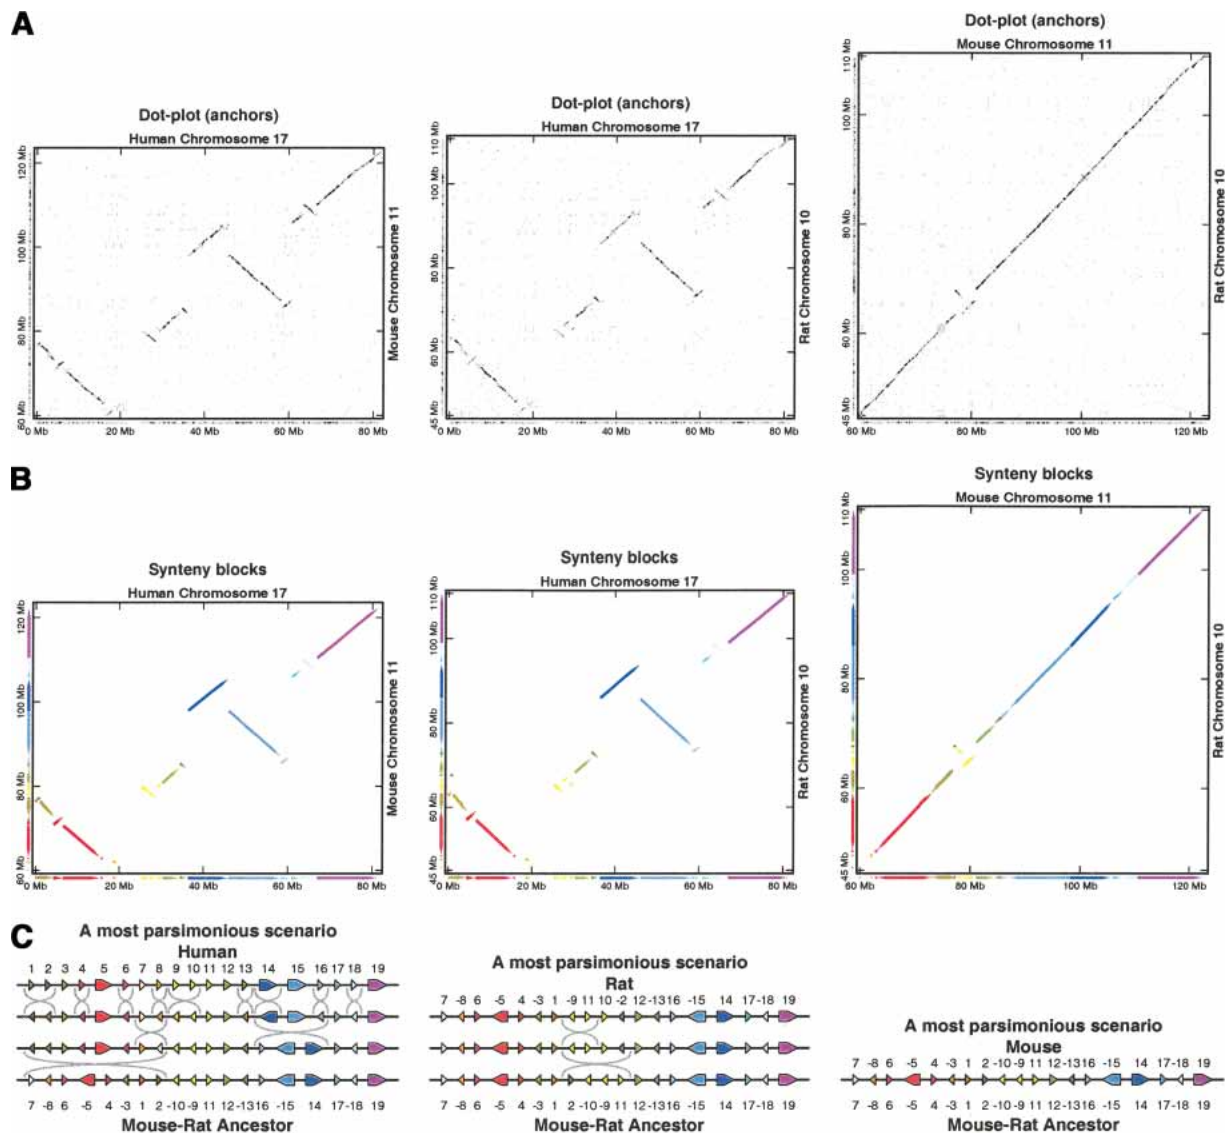 A
Dot-plot (anchors)
Human Chromosome 17
Mouse Chromosome 11
60 Mb 80 Mb 100 Mb 120 Mb
0 Mb 20 Mb 40 Mb 60 Mb 80 Mb
Dot-plot (anchors)
Human Chromosome 17
Rat Chromosome 10
45 Mb 60 Mb 80 Mb 100 Mb 110 Mb
0 Mb 20 Mb 40 Mb 60 Mb 80 Mb
Dot-plot (anchors)
Mouse Chromosome 11
Rat Chromosome 10
45 Mb 60 Mb 80 Mb 100 Mb 110 Mb
60 Mb 80 Mb 100 Mb 120 Mb
B
Synteny blocks
Human Chromosome 17
Mouse Chromosome 11
60 Mb 80 Mb 100 Mb 120 Mb
0 Mb 20 Mb 40 Mb 60 Mb 80 Mb
Synteny blocks
Human Chromosome 17
Rat Chromosome 10
45 Mb 60 Mb 80 Mb 100 Mb 110 Mb
0 Mb 20 Mb 40 Mb 60 Mb 80 Mb
Synteny blocks
Mouse Chromosome 11
Rat Chromosome 10
45 Mb 60 Mb 80 Mb 100 Mb 110 Mb
60 Mb 80 Mb 100 Mb 120 Mb
C
A most parsimonious scenario
Human
1 2 3 4 5 6 7 8 9 10 11 12 13 14 15 16 17 18 19
7 -8 6 -5 4 -3 1 2 -10 -9 11 12 -13 16 -15 14 17 -18 19
Mouse-Rat Ancestor
A most parsimonious scenario
Rat
7 -8 6 -5 4 -3 1 -9 11 10 -2 12 -13 16 -15 14 17 -18 19
7 -8 6 -5 4 -3 1 2 -10 -9 11 12 -13 16 -15 14 17 -18 19
Mouse-Rat Ancestor
A most parsimonious scenario
Mouse
7 -8 6 -5 4 -3 1 2 -10 -9 11 12 -13 16 -15 14 17 -18 19
7 -8 6 -5 4 -3 1 2 -10 -9 11 12 -13 16 -15 14 17 -18 19
Mouse-Rat Ancestor